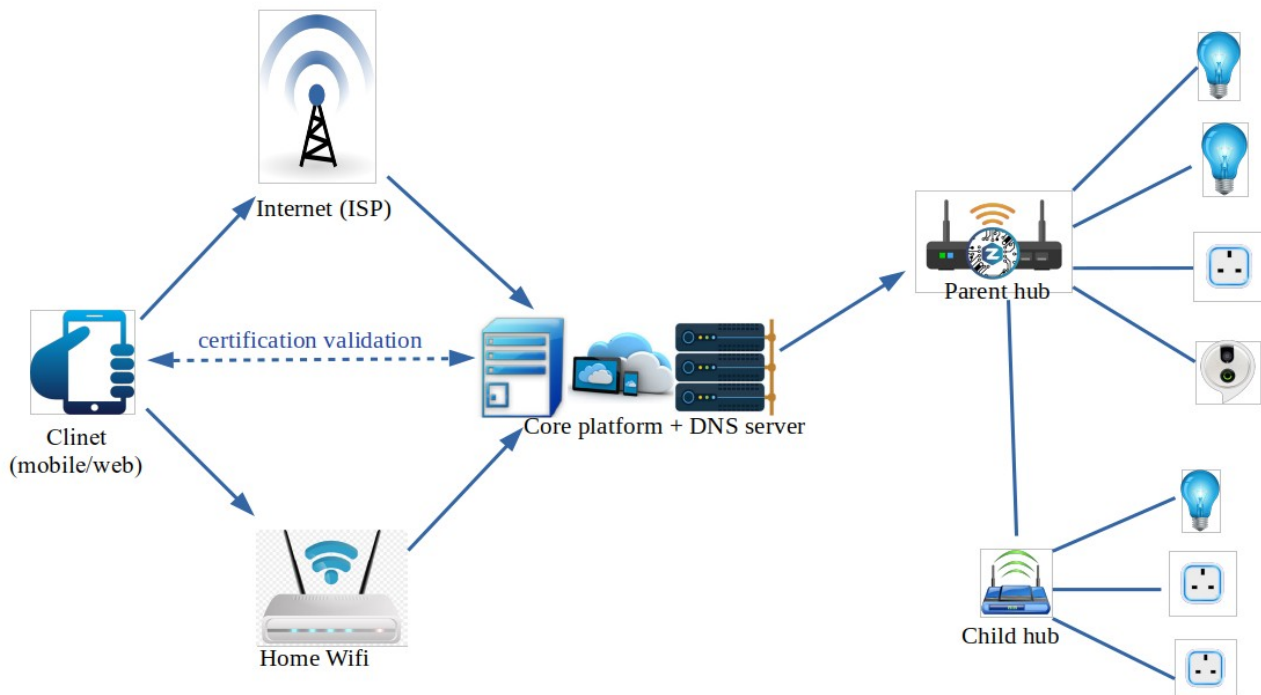 Internet (ISP)
Parent hub
certification validation
Clinet
(mobile/web)
Core platform + DNS server
Home Wifi
Child hub